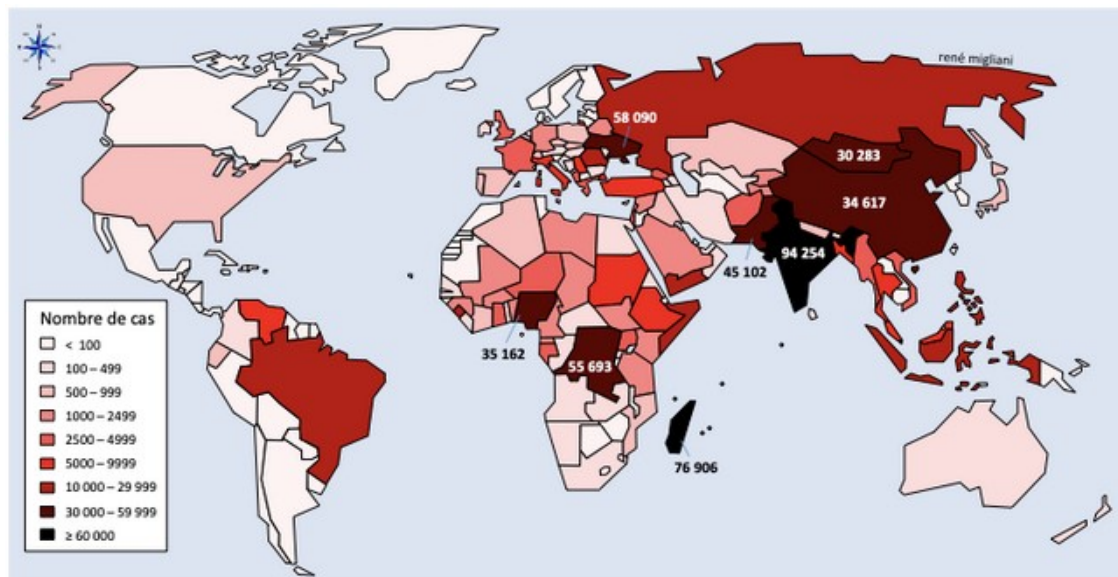 rené migliani
58 090
30 283
34 617
94 254
45 102
35 162
55 693
76 906
Nombre de cas
< 100
100 – 499
500 – 999
1000 – 2499
2500 – 4999
5000 – 9999
10 000 – 29 999
30 000 – 59 999
≥ 60 000